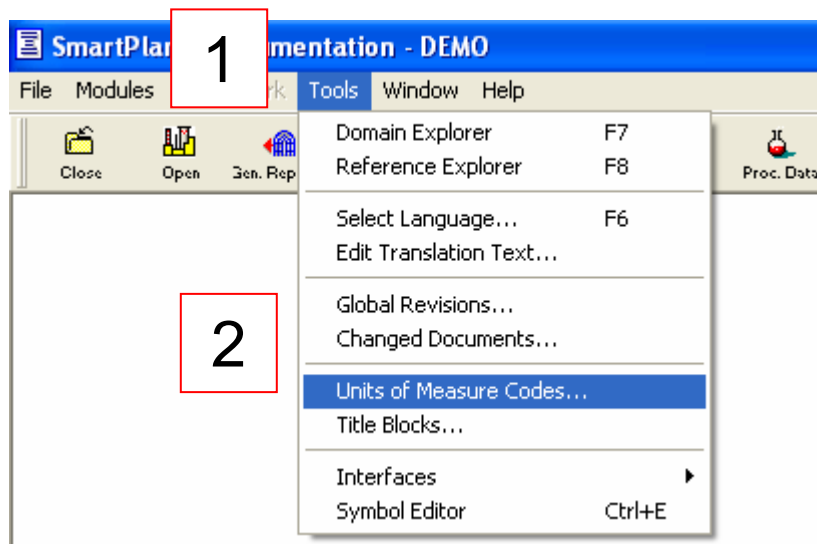 SmartPla
1
mentation - DEMO
File Modules
Tools Window Help
Close Open Gen. Rep
Proc. Data
Domain Explorer F7
Reference Explorer F8
Select Language... F6
Edit Translation Text...
Global Revisions...
Changed Documents...
2
Units of Measure Codes...
Title Blocks...
Interfaces
Symbol Editor Ctrl+E